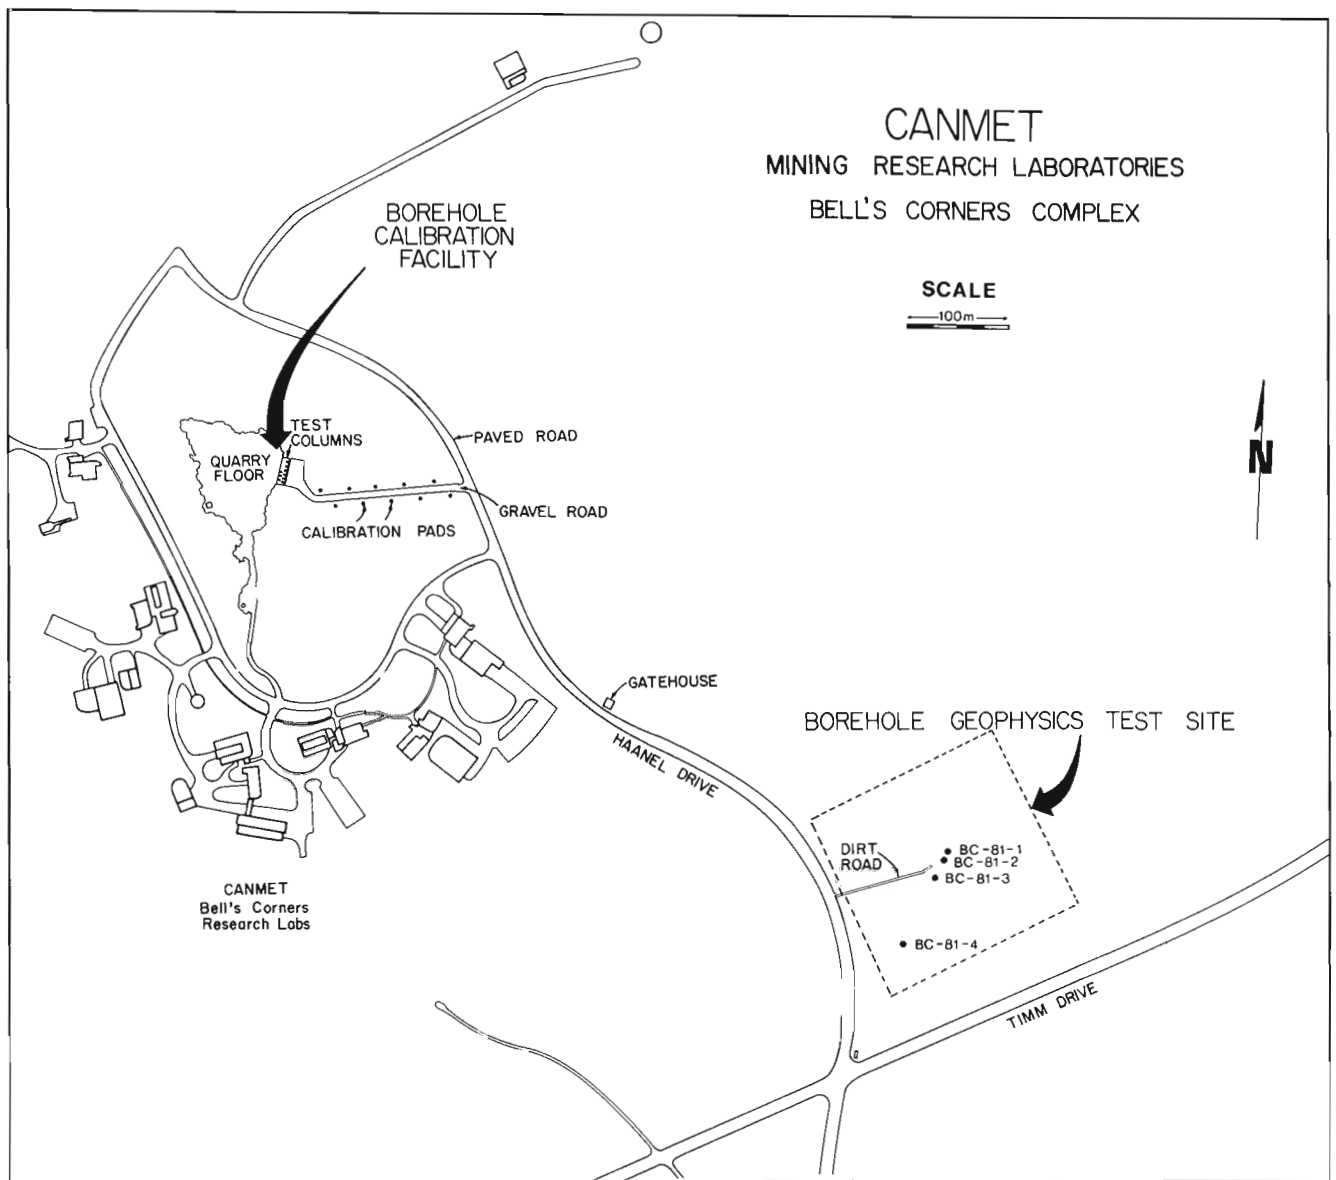 CANMET
MINING RESEARCH LABORATORIES
BELL'S CORNERS COMPLEX
SCALE
100m
N
BOREHOLE
CALIBRATION
FACILITY
TEST
COLUMNS
QUARRY
FLOOR
PAVED ROAD
GRAVEL ROAD
CALIBRATION PADS
GATEHOUSE
HAANEL DRIVE
BOREHOLE GEOPHYSICS TEST SITE
DIRT
ROAD
BC-81-1
BC-81-2
BC-81-3
BC-81-4
TIMM DRIVE
CANMET
Bell's Corners
Research Labs